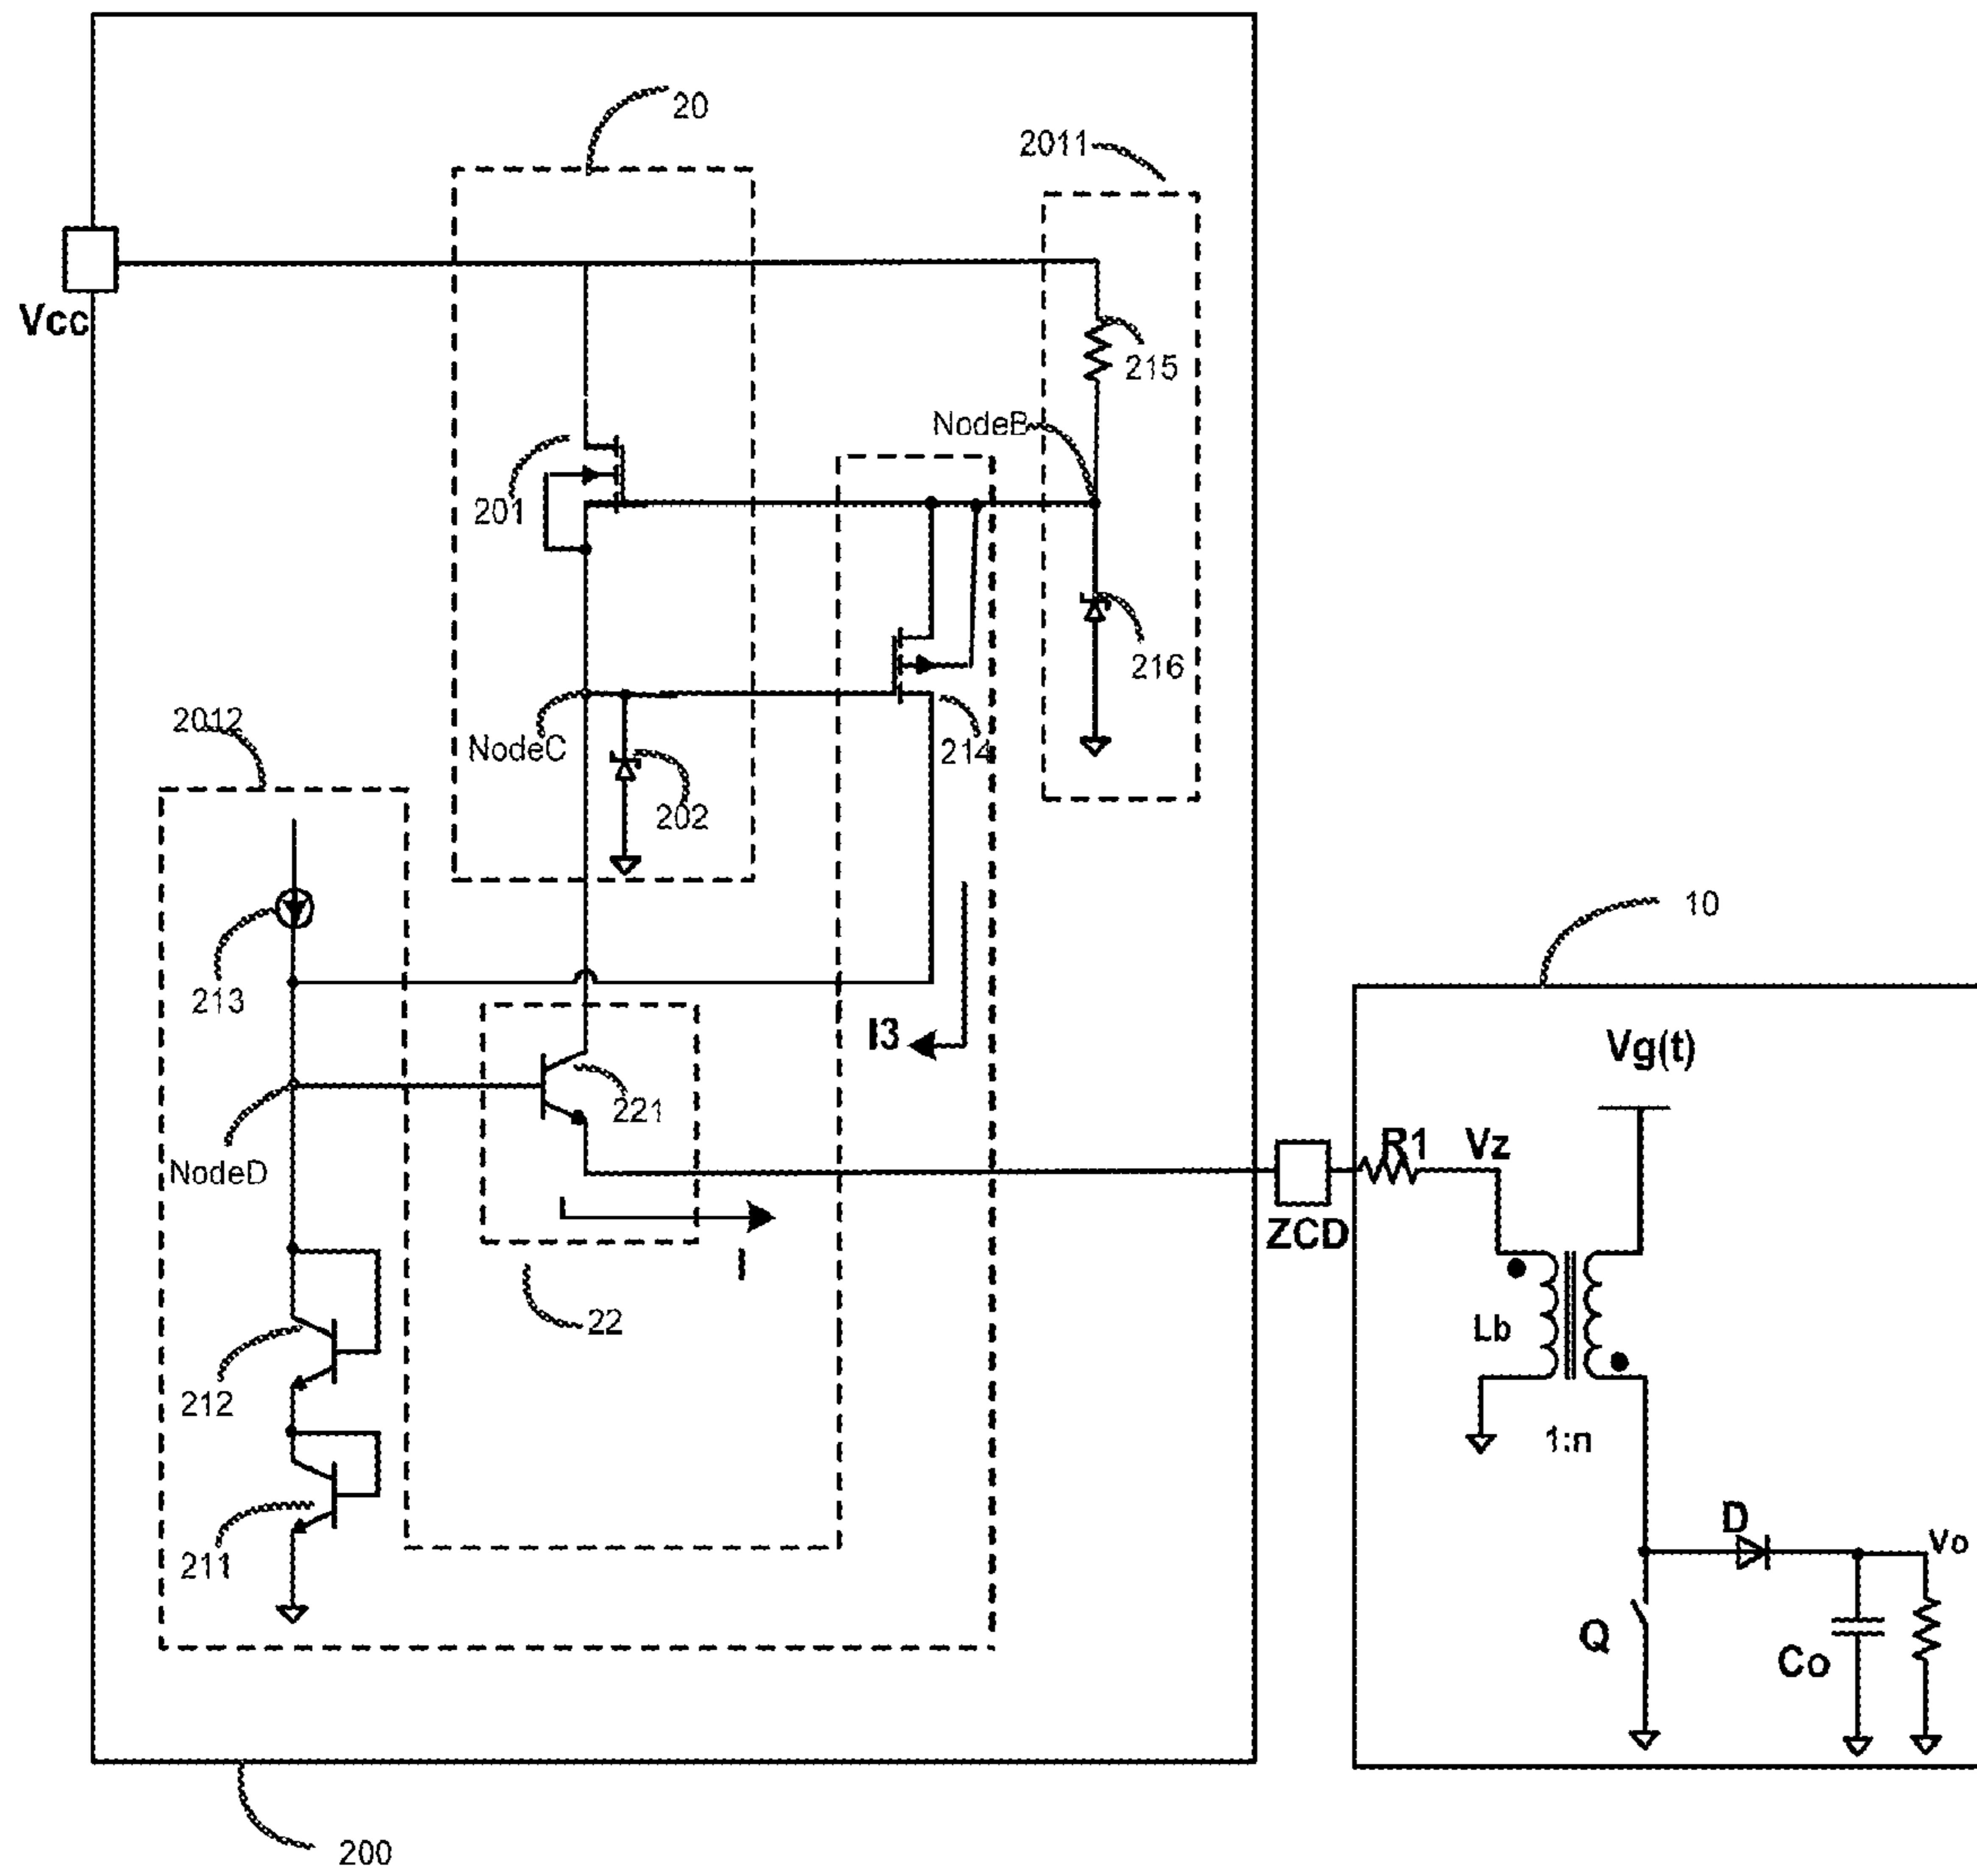 20
2011
Vcc
215
NodeB
201
216
2012
NodeC
214
202
213
10
I3
Vg(t)
221
NodeD
R1
Vz
ZCD
I
22
Lb
212
1:n
D
Vo
211
Q
Co
200